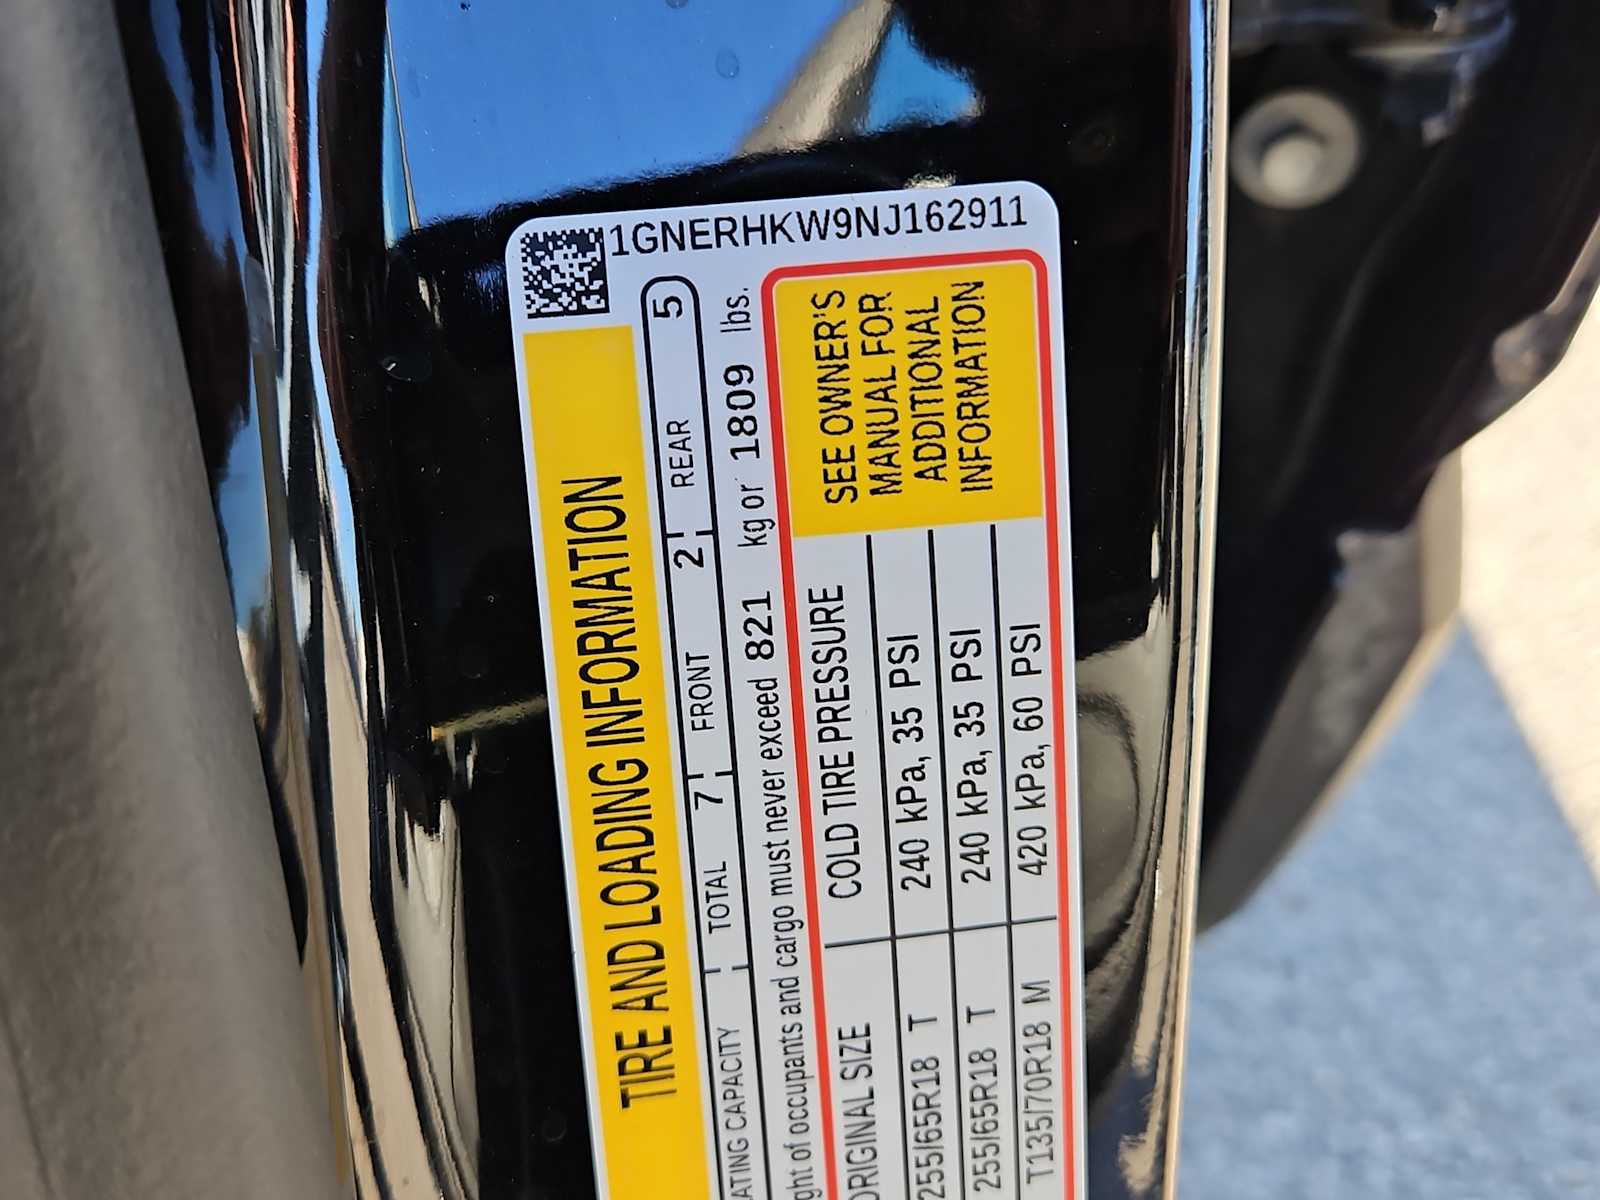 1GNERHKW9NJ162911
TIRE AND LOADING INFORMATION
TOTAL 7 FRONT 2 REAR 5
of occupants and cargo must never exceed 821 kg or 1809 lbs.
SIZE COLD TIRE PRESSURE
255/65R18 T 240 kPa, 35 PSI
255/65R18 T 240 kPa, 35 PSI
T135/70R18 M 420 kPa, 60 PSI
SEE OWNER'S
MANUAL FOR
ADDITIONAL
INFORMATION